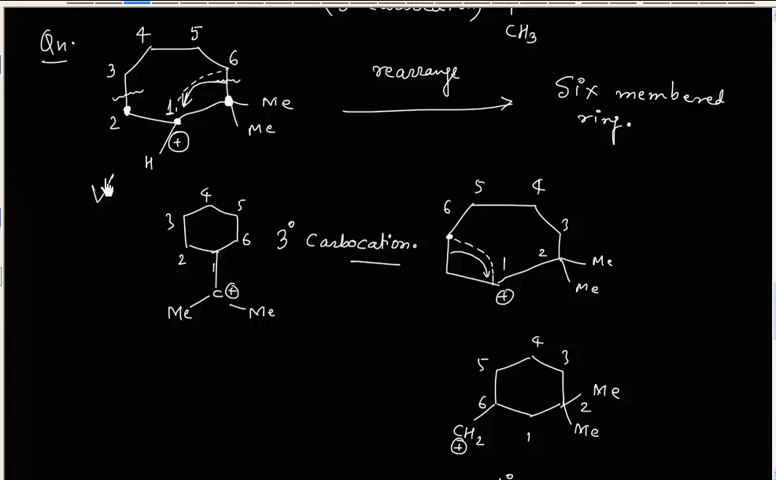 CH3
Qn.
4 5
3 6
rearrange
1
Me
Six membered
2
Me
ring.
⊕
H
4
3 5
2 6
1
3° Carbocation.
C⊕
Me Me
5 4
6 3
1 2 Me
⊕ Me
4
5 3
Me
6 2
CH2 1 Me
⊕